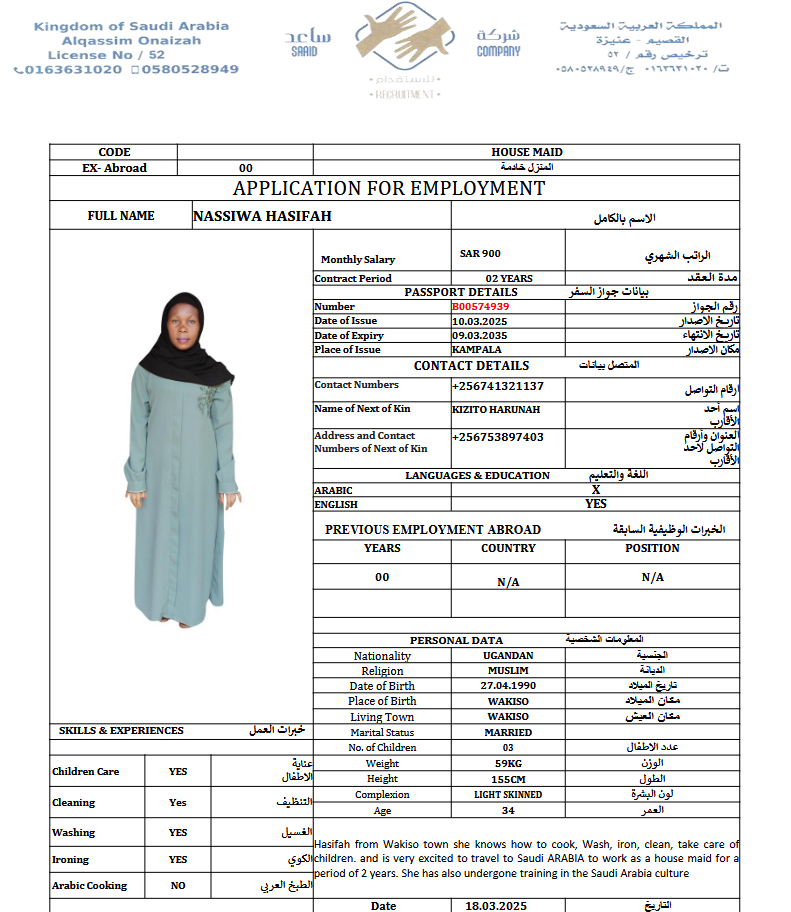 Kingdom of Saudi Arabia
Alqassim Onaizah
License No / 52
0163631020 0580528949
ساعد
SAAID
شركة
COMPANY
للاستقدام
RECRUITMENT
المملكة العربية السعودية
القصيم - عنيزة
ترخيص رقم / ٥٢
ت/ ٠١٦٣٦٣١٠٢٠ ج/٠٥٨٠٥٢٨٩٤٩
CODE HOUSE MAID
EX- Abroad 00 المنزل خادمة
APPLICATION FOR EMPLOYMENT
FULL NAME NASSIWA HASIFAH الاسم بالكامل
Monthly Salary SAR 900 الراتب الشهري
Contract Period 02 YEARS مدة العقد
PASSPORT DETAILS بيانات جواز السفر
Number B00574939 رقم الجواز
Date of Issue 10.03.2025 تاريخ الاصدار
Date of Expiry 09.03.2035 تاريخ الانتهاء
Place of Issue KAMPALA مكان الاصدار
CONTACT DETAILS المتصل بيانات
Contact Numbers +256741321137 ارقام التواصل
Name of Next of Kin KIZITO HARUNAH اسم أحد
الأقارب
Address and Contact +256753897403 العنوان وأرقام
Numbers of Next of Kin التواصل لاحد
الأقارب
LANGUAGES & EDUCATION اللغة والتعليم
ARABIC X
ENGLISH YES
PREVIOUS EMPLOYMENT ABROAD الخبرات الوظيفية السابقة
YEARS COUNTRY POSITION
00 N/A N/A
PERSONAL DATA المعلومات الشخصية
Nationality UGANDAN الجنسية
Religion MUSLIM الديانة
Date of Birth 27.04.1990 تاريخ الميلاد
Place of Birth WAKISO مكان الميلاد
Living Town WAKISO مكان العيش
Marital Status MARRIED
No. of Children 03 عدد الاطفال
Weight 59KG الوزن
Height 155CM الطول
Complexion LIGHT SKINNED لون البشرة
Age 34 العمر
SKILLS & EXPERIENCES خبرات العمل
Children Care YES عناية
الاطفال
Cleaning Yes التنظيف
Washing YES الغسيل
Ironing YES الكوي
Arabic Cooking NO الطبخ العربي
Hasifah from Wakiso town she knows how to cook, Wash, iron, clean, take care of
children. and is very excited to travel to Saudi ARABIA to work as a house maid for a
period of 2 years. She has also undergone training in the Saudi Arabia culture
Date 18.03.2025 التاريخ